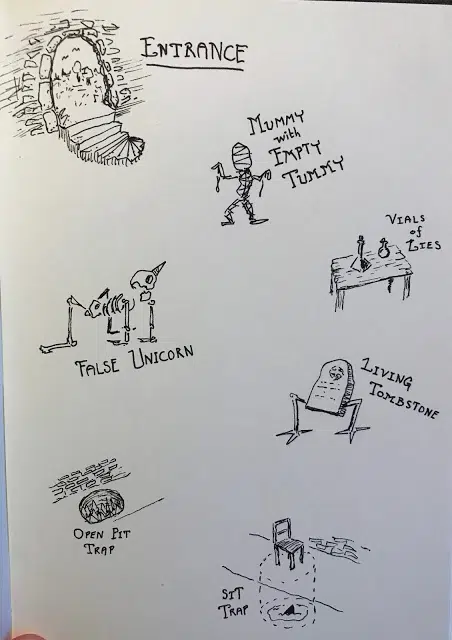 ENTRANCE
MUMMY
with
EMPTY
TUMMY
VIALS
of
LIES
FALSE UNICORN
LIVING
TOMBSTONE
OPEN PIT
TRAP
SIT
TRAP